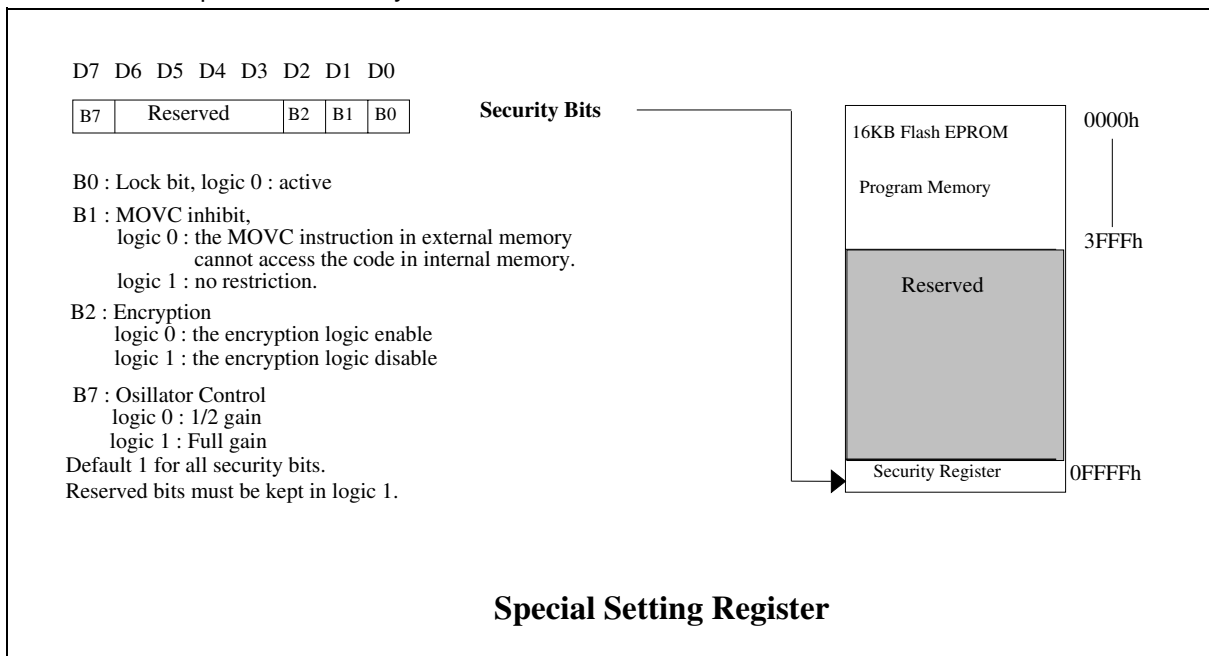 D7 D6 D5 D4 D3 D2 D1 D0
B7 Reserved B2 B1 B0
Security Bits
B0 : Lock bit, logic 0 : active
B1 : MOVC inhibit,
logic 0 : the MOVC instruction in external memory
cannot access the code in internal memory.
logic 1 : no restriction.
B2 : Encryption
logic 0 : the encryption logic enable
logic 1 : the encryption logic disable
B7 : Osillator Control
logic 0 : 1/2 gain
logic 1 : Full gain
Default 1 for all security bits.
Reserved bits must be kept in logic 1.
16KB Flash EPROM
Program Memory
0000h
3FFFh
Reserved
Security Register
0FFFFh
Special Setting Register